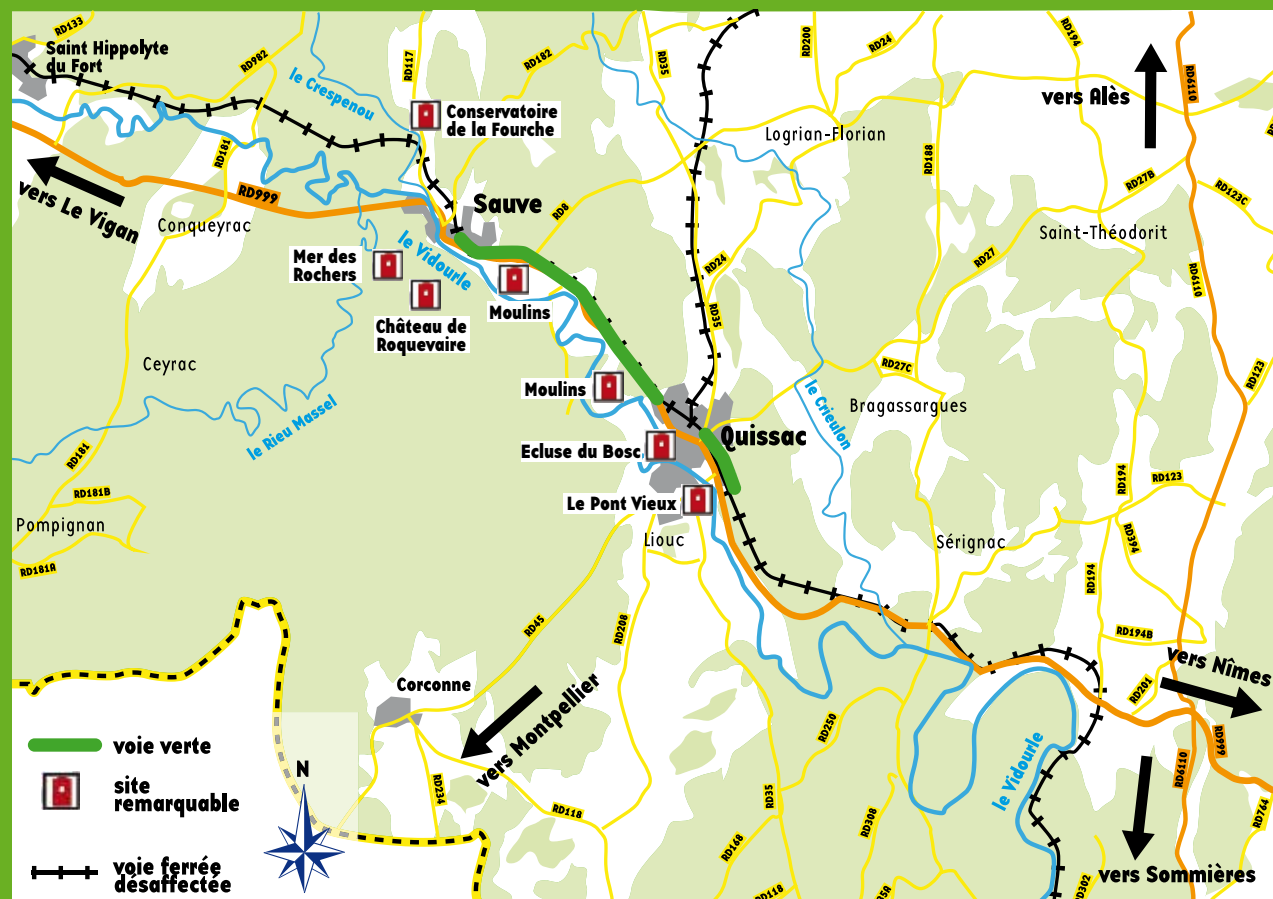 RD133
Saint Hippolyte
du Fort
RD982
RD117
RD182
RD35
RD200
RD24
RD194
RD6110
vers Alès
le Crespenou
Conservatoire
de la Fourche
Logrian-Florian
RD181
RD188
RD27B
RD123C
vers Le Vigan
RD999
Sauve
RD8
Conqueyrac
Saint-Théodorit
le Vidourle
Mer des
Rochers
RD24
RD27
RD6110
Moulins
Château de
Roquevaire
RD35
Ceyrac
RD27C
RD123
Moulins
Bragassargues
le Crieulon
le Rieu Massel
Quissac
Ecluse du Bosc
RD181
RD181B
RD194
RD123
Le Pont Vieux
Pompignan
Liouc
Sérignac
RD394
RD181A
RD194
RD45
RD208
RD194B
vers Nîmes
Corconne
RD201
vers Montpellier
RD250
RD999
voie verte
le Vidourle
N
site
remarquable
RD234
RD35
RD6110
RD118
RD308
RD764
RD168
voie ferrée
désaffectée
vers Sommières
RD118
RD302